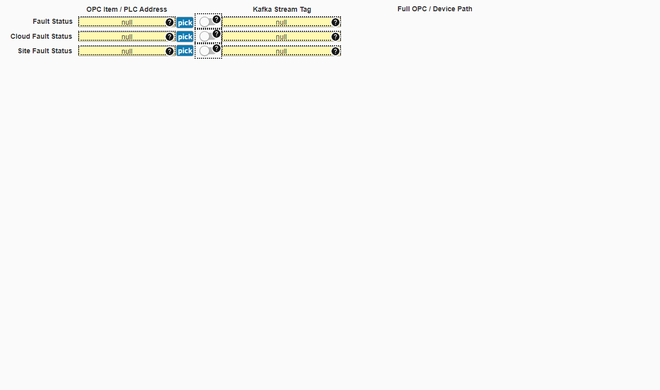 OPC Item / PLC Address Kafka Stream Tag Full OPC / Device Path
Fault Status null ? pick ? null ?
Cloud Fault Status null ? pick ? null ?
Site Fault Status null ? pick ? null ?